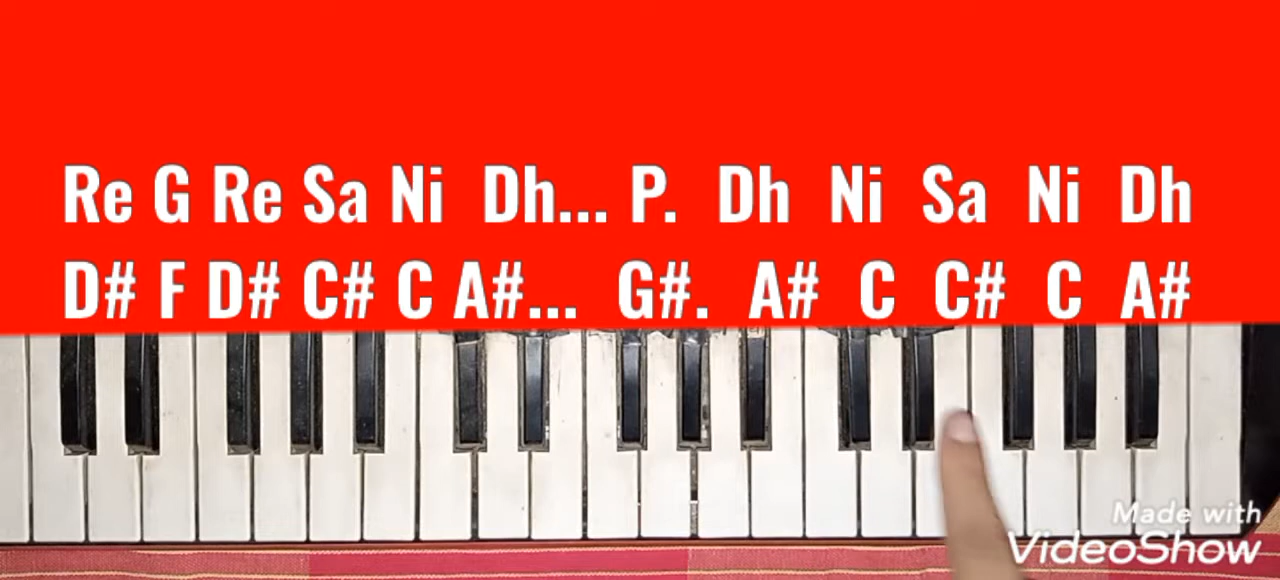 Re G Re Sa Ni Dh... P. Dh Ni Sa Ni Dh
D# F D# C# C A#... G#. A# C C# C A#
Made with
VideoShow